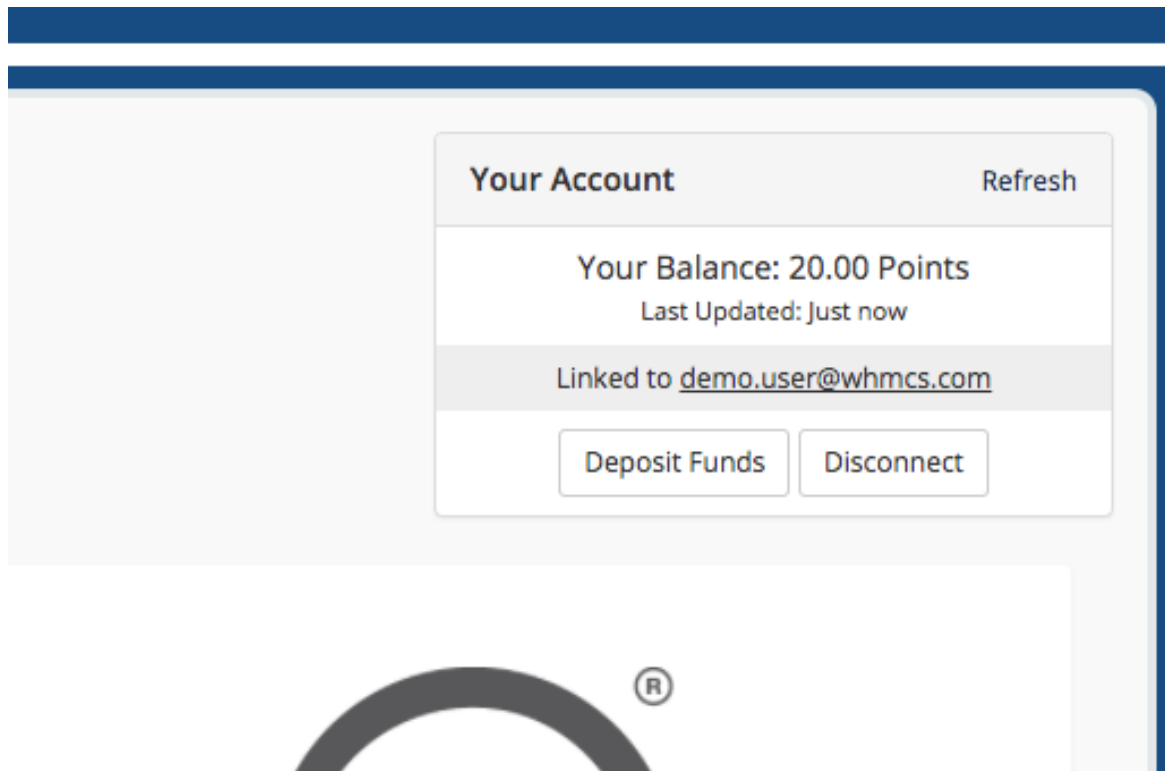 Your Account Refresh
Your Balance: 20.00 Points
Last Updated: Just now
Linked to demo.user@whmcs.com
Deposit Funds Disconnect
®